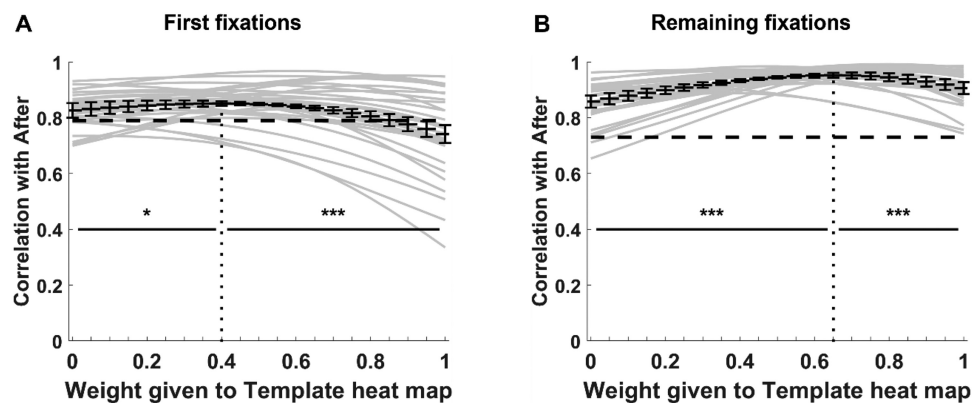 A First fixations
Correlation with After
1
0.8
0.6
0.4
0.2
0
* ***
0 0.2 0.4 0.6 0.8 1
Weight given to Template heat map
B Remaining fixations
Correlation with After
1
0.8
0.6
0.4
0.2
0
*** ***
0 0.2 0.4 0.6 0.8 1
Weight given to Template heat map